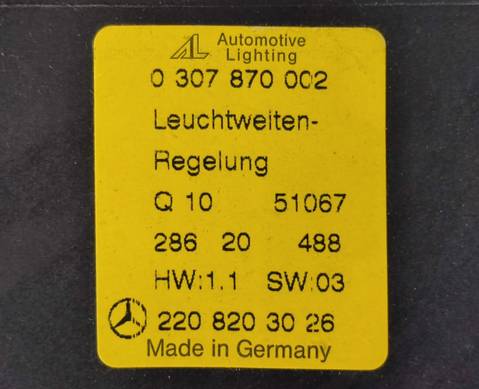 AL Automotive
Lighting
0 307 870 002
Leuchtweiten-
Regelung
Q 10 51067
286 20 488
HW:1.1 SW:03
220 820 30 26
Made in Germany